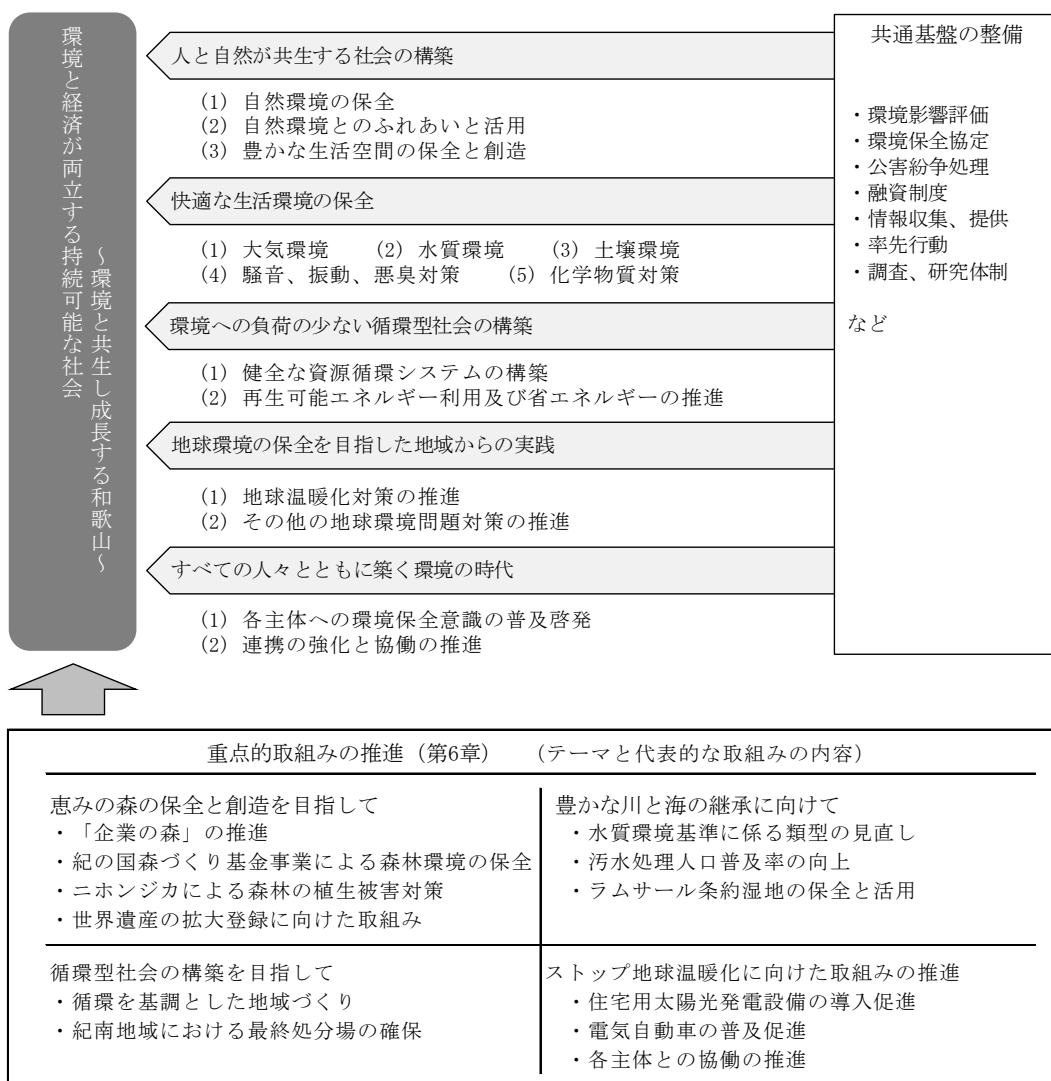 環境と経済が両立する持続可能な社会
～環境と共生し成長する和歌山～
人と自然が共生する社会の構築
(1) 自然環境の保全
(2) 自然環境とのふれあいと活用
(3) 豊かな生活空間の保全と創造
快適な生活環境の保全
(1) 大気環境　(2) 水質環境　(3) 土壌環境
(4) 騒音、振動、悪臭対策　(5) 化学物質対策
環境への負荷の少ない循環型社会の構築
(1) 健全な資源循環システムの構築
(2) 再生可能エネルギー利用及び省エネルギーの推進
地球環境の保全を目指した地域からの実践
(1) 地球温暖化対策の推進
(2) その他の地球環境問題対策の推進
すべての人々とともに築く環境の時代
(1) 各主体への環境保全意識の普及啓発
(2) 連携の強化と協働の推進
共通基盤の整備
・環境影響評価
・環境保全協定
・公害紛争処理
・融資制度
・情報収集、提供
・率先行動
・調査、研究体制
など
重点的取組みの推進（第6章）　（テーマと代表的な取組みの内容）
恵みの森の保全と創造を目指して
・「企業の森」の推進
・紀の国森づくり基金事業による森林環境の保全
・ニホンジカによる森林の植生被害対策
・世界遺産の拡大登録に向けた取組み
豊かな川と海の継承に向けて
・水質環境基準に係る類型の見直し
・汚水処理人口普及率の向上
・ラムサール条約湿地の保全と活用
循環型社会の構築を目指して
・循環を基調とした地域づくり
・紀南地域における最終処分場の確保
ストップ地球温暖化に向けた取組みの推進
・住宅用太陽光発電設備の導入促進
・電気自動車の普及促進
・各主体との協働の推進